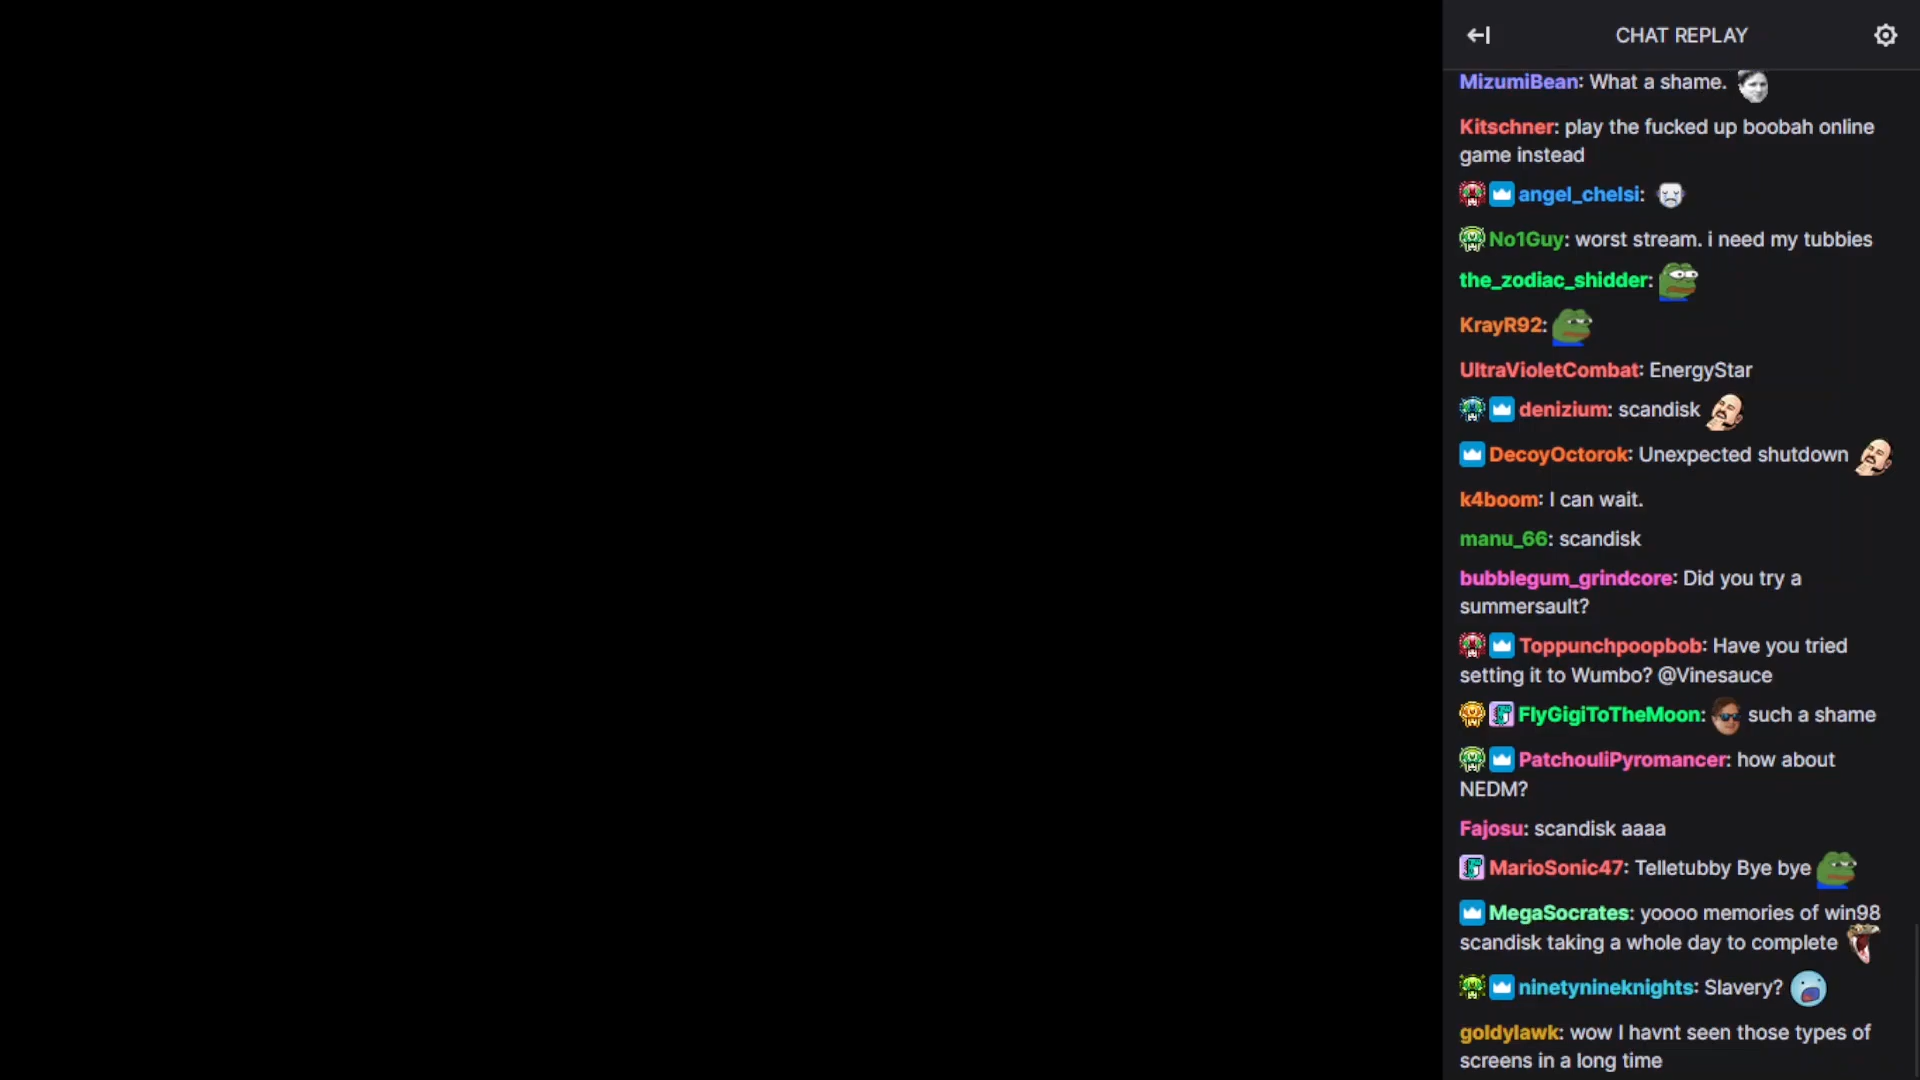 CHAT REPLAY
MizumiBean: What a shame.
Kitschner: play the fucked up boobah online
game instead
angel_chelsi:
No1Guy: worst stream. i need my tubbies
the_zodiac_shidder:
KrayR92:
UltraVioletCombat: EnergyStar
denizium: scandisk
DecoyOctorok: Unexpected shutdown
k4boom: I can wait.
manu_66: scandisk
bubblegum_grindcore: Did you try a
summersault?
Toppunchpoopbob: Have you tried
setting it to Wumbo? @Vinesauce
FlyGigiToTheMoon: such a shame
PatchouliPyromancer: how about
NEDM?
Fajosu: scandisk aaaa
MarioSonic47: Telletubby Bye bye
MegaSocrates: yoooo memories of win98
scandisk taking a whole day to complete
ninetynineknights: Slavery?
goldylawk: wow I havnt seen those types of
screens in a long time